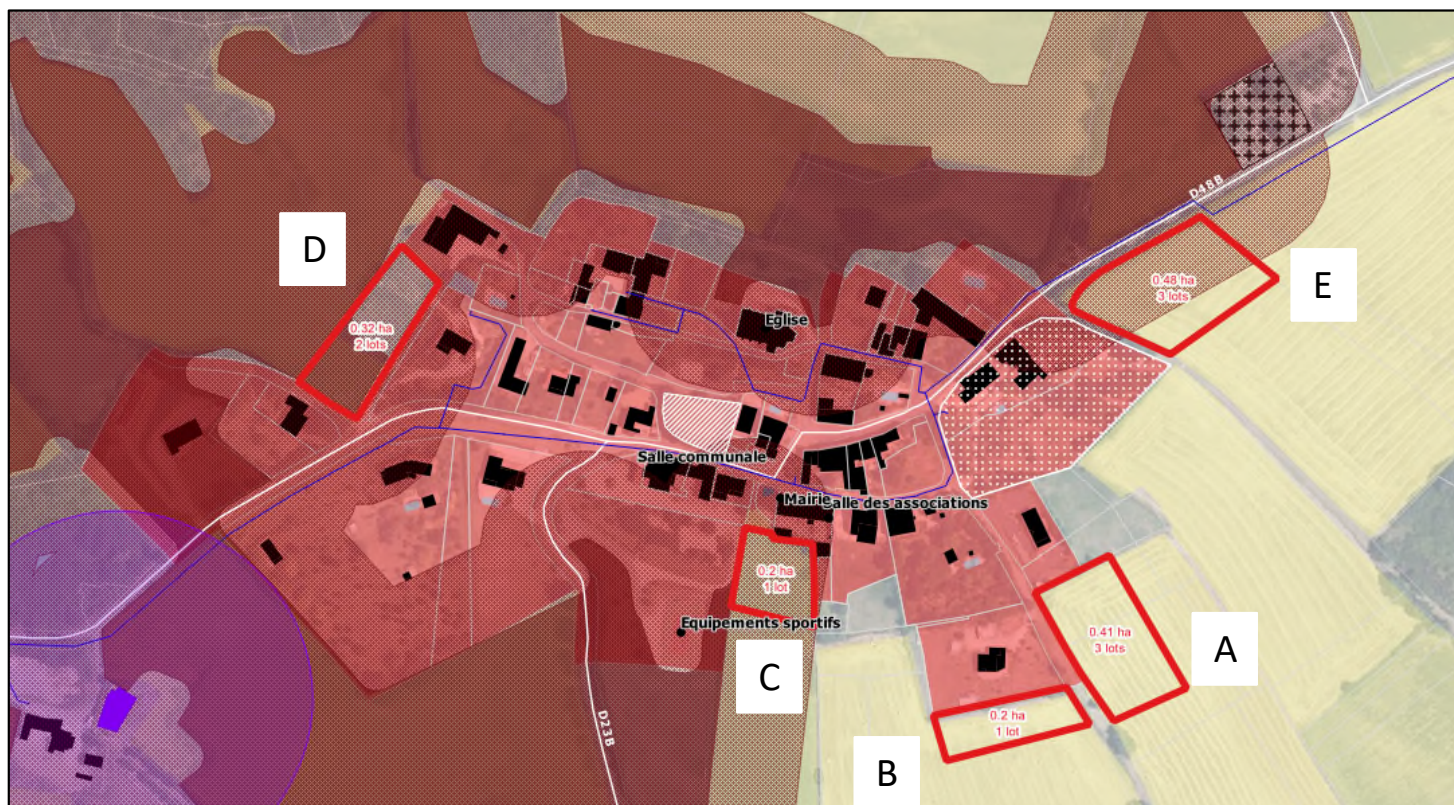 D48B
D
E
0.48 ha
3 lots
Eglise
0.32 ha
2 lots
Salle communale
Mairie
Salle des associations
0.2 ha
1 lot
Equipements sportifs
0.41 ha
3 lots
A
C
0.2 ha
1 lot
D23B
B